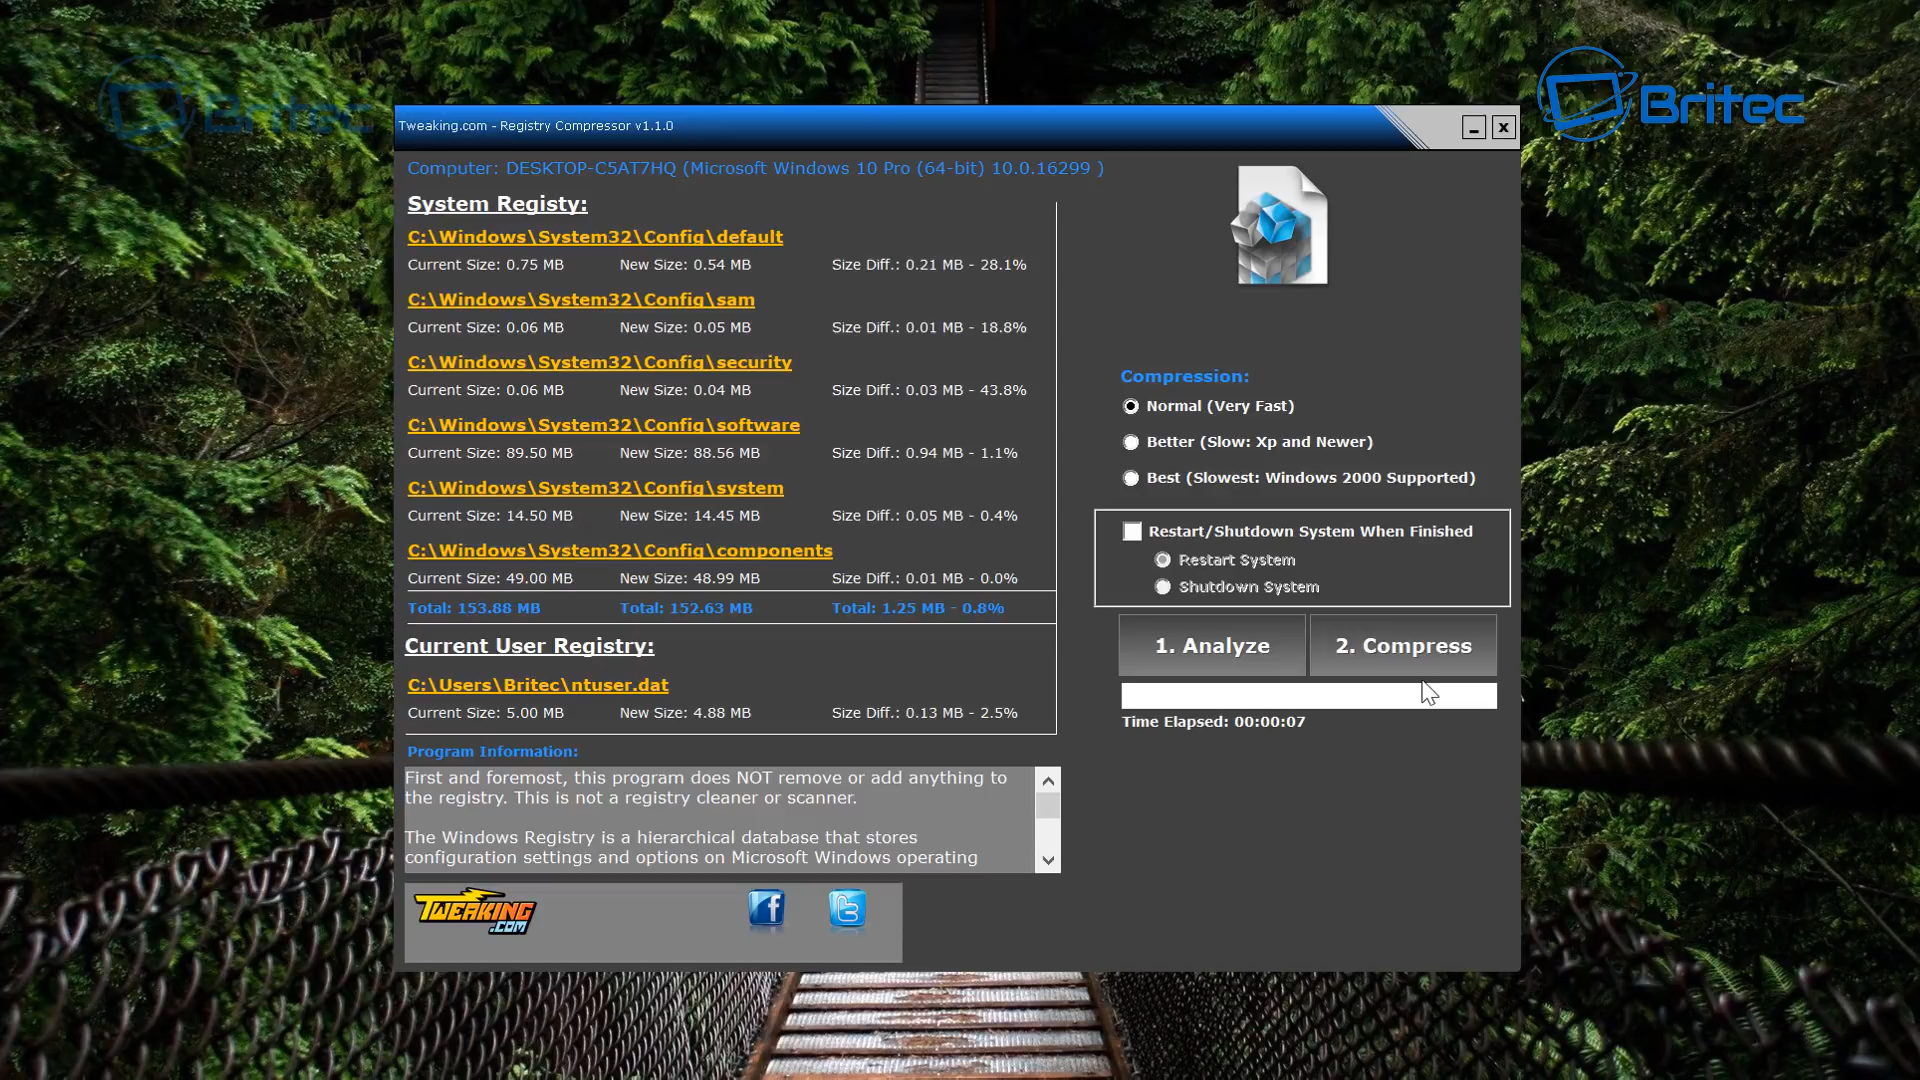 Britec
Britec
Tweaking.com - Registry Compressor v1.1.0
Computer: DESKTOP-C5AT7HQ (Microsoft Windows 10 Pro (64-bit) 10.0.16299 )
System Registy:
C:\Windows\System32\Config\default
Current Size: 0.75 MB New Size: 0.54 MB Size Diff.: 0.21 MB - 28.1%
C:\Windows\System32\Config\sam
Current Size: 0.06 MB New Size: 0.05 MB Size Diff.: 0.01 MB - 18.8%
C:\Windows\System32\Config\security
Current Size: 0.06 MB New Size: 0.04 MB Size Diff.: 0.03 MB - 43.8%
C:\Windows\System32\Config\software
Current Size: 89.50 MB New Size: 88.56 MB Size Diff.: 0.94 MB - 1.1%
C:\Windows\System32\Config\system
Current Size: 14.50 MB New Size: 14.45 MB Size Diff.: 0.05 MB - 0.4%
C:\Windows\System32\Config\components
Current Size: 49.00 MB New Size: 48.99 MB Size Diff.: 0.01 MB - 0.0%
Total: 153.88 MB Total: 152.63 MB Total: 1.25 MB - 0.8%
Current User Registry:
C:\Users\Britec\ntuser.dat
Current Size: 5.00 MB New Size: 4.88 MB Size Diff.: 0.13 MB - 2.5%
Program Information:
First and foremost, this program does NOT remove or add anything to
the registry. This is not a registry cleaner or scanner.
The Windows Registry is a hierarchical database that stores
configuration settings and options on Microsoft Windows operating
TWEAKING
.COM
Compression:
Normal (Very Fast)
Better (Slow: Xp and Newer)
Best (Slowest: Windows 2000 Supported)
Restart/Shutdown System When Finished
Restart System
Shutdown System
1. Analyze
2. Compress
Time Elapsed: 00:00:07